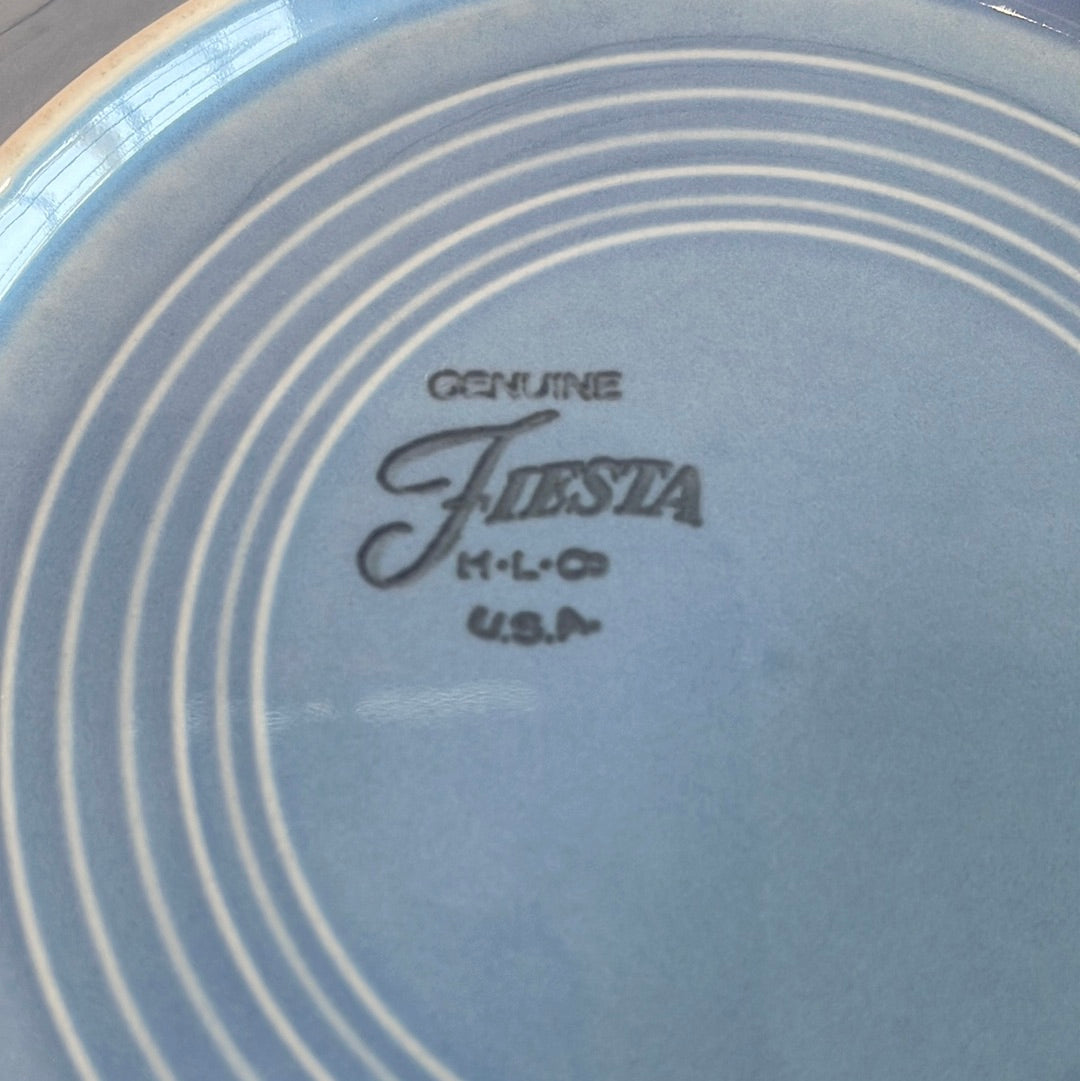 GENUINE
FIESTA
H·L·Co
U.S.A.